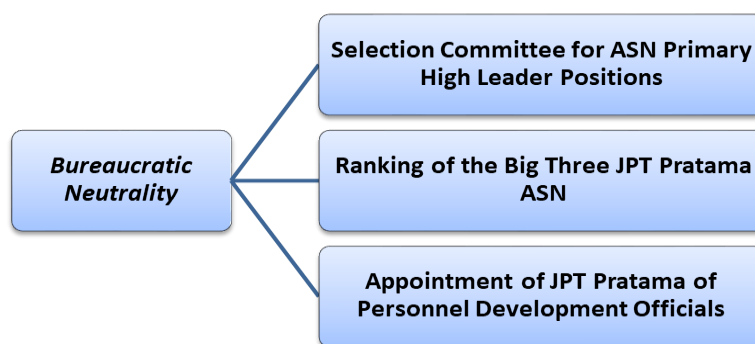 Bureaucratic
Neutrality
Selection Committee for ASN Primary
High Leader Positions
Ranking of the Big Three JPT Pratama
ASN
Appointment of JPT Pratama of
Personnel Development Officials